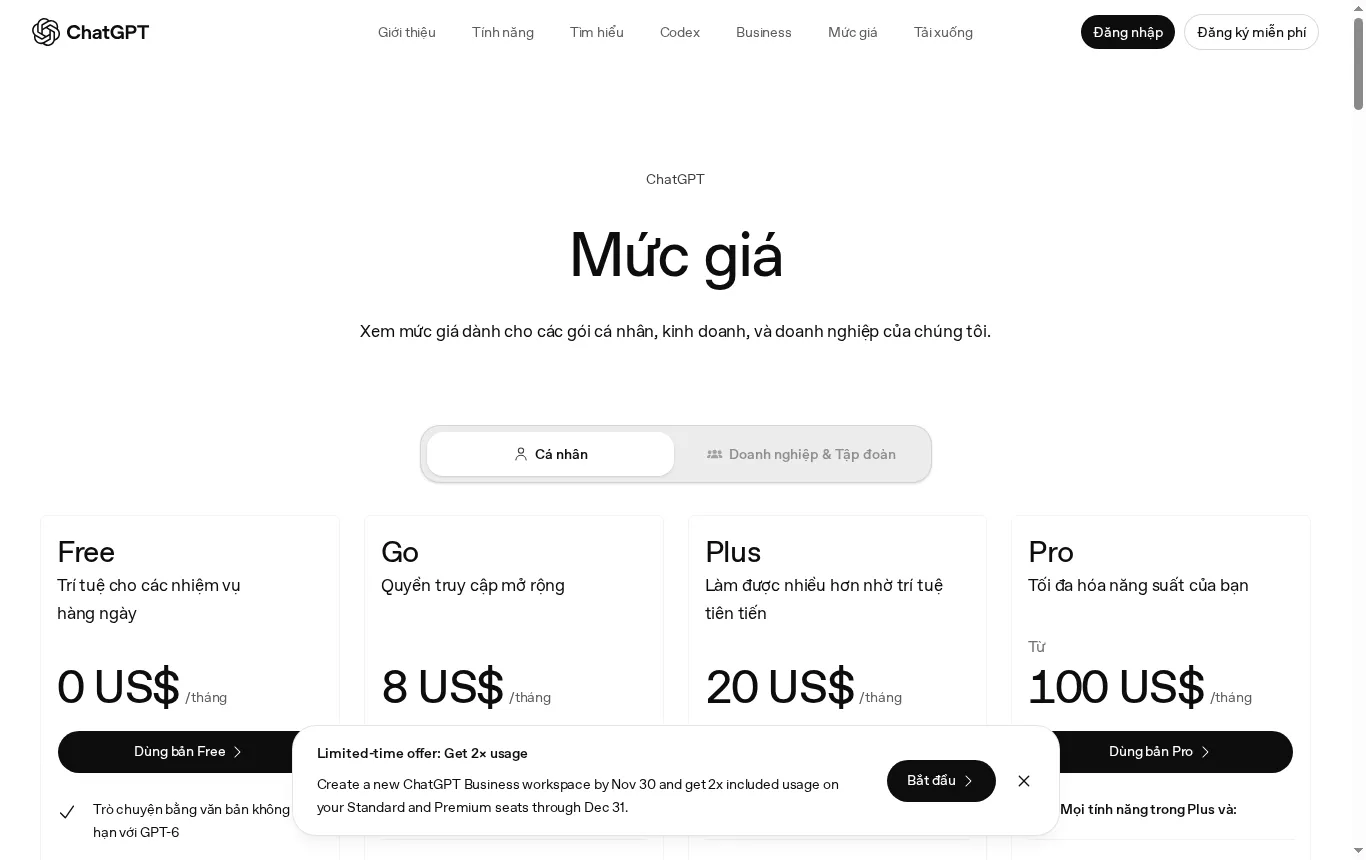 ChatGPT
Giới thiệu
Tính năng
Tìm hiểu
Codex
Business
Mức giá
Tải xuống
Đăng nhập
Đăng ký miễn phí
ChatGPT
Mức giá
Xem mức giá dành cho các gói cá nhân, kinh doanh, và doanh nghiệp của chúng tôi.
Cá nhân
Doanh nghiệp & Tập đoàn
Free
Trí tuệ cho các nhiệm vụ
hàng ngày
0 US$ /tháng
Dùng bản Free
Trò chuyện bằng văn bản không
hạn với GPT-6
Go
Quyền truy cập mở rộng
8 US$ /tháng
Plus
Làm được nhiều hơn nhờ trí tuệ
tiên tiến
20 US$ /tháng
Pro
Tối đa hóa năng suất của bạn
Từ
100 US$ /tháng
Dùng bản Pro
Mọi tính năng trong Plus và:
Limited-time offer: Get 2× usage
Create a new ChatGPT Business workspace by Nov 30 and get 2x included usage on
your Standard and Premium seats through Dec 31.
Bắt đầu